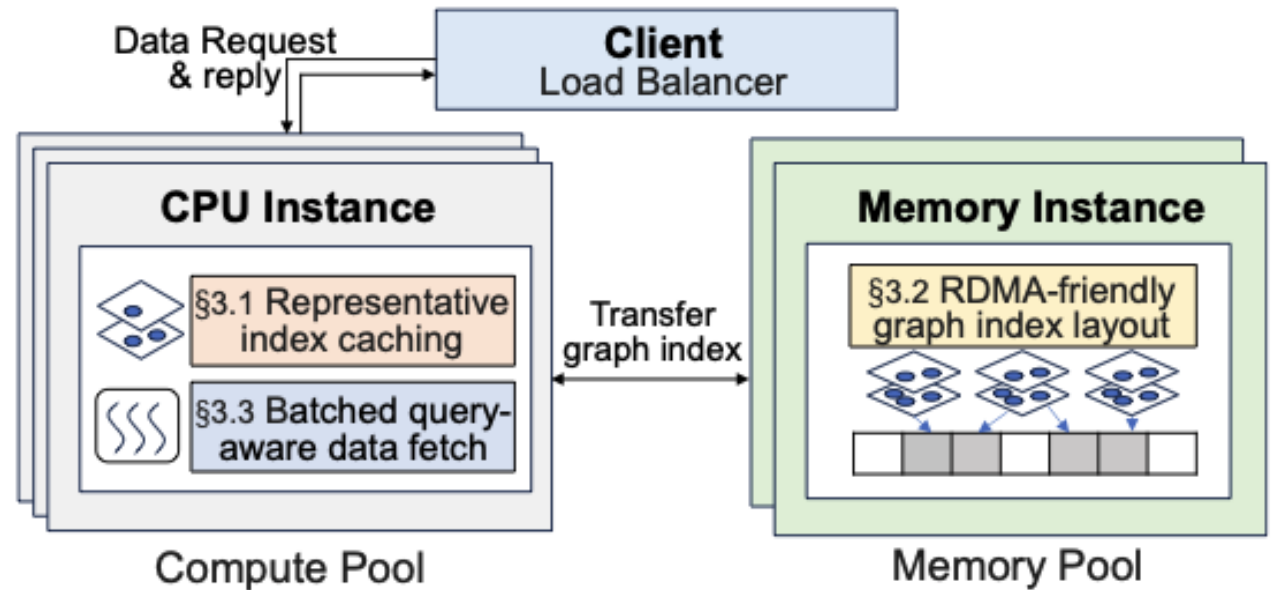 Data Request
& reply
Client
Load Balancer
CPU Instance
§3.1 Representative
index caching
§3.3 Batched query-
aware data fetch
Compute Pool
Transfer
graph index
Memory Instance
§3.2 RDMA-friendly
graph index layout
Memory Pool